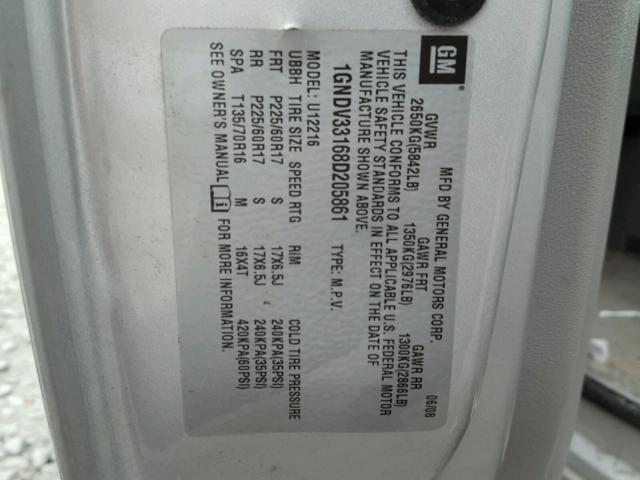 GM
MFD BY GENERAL MOTORS CORP. 06/08
GVWR GAWR FRT GAWR RR
2650KG(5842LB) 1350KG(2976LB) 1300KG(2866LB)
THIS VEHICLE CONFORMS TO ALL APPLICABLE U.S. FEDERAL MOTOR
VEHICLE SAFETY STANDARDS IN EFFECT ON THE DATE OF
MANUFACTURE SHOWN ABOVE.
1GNDV33168D205861 TYPE: M.P.V.
MODEL: U12216
UBBH TIRE SIZE SPEED RTG RIM COLD TIRE PRESSURE
FRT P225/60R17 S 17X6.5J 240KPA(35PSI)
RR P225/60R17 S 17X6.5J 240KPA(35PSI)
SPA T135/70R16 M 16X4T 420KPA(60PSI)
SEE OWNER'S MANUAL i FOR MORE INFORMATION.